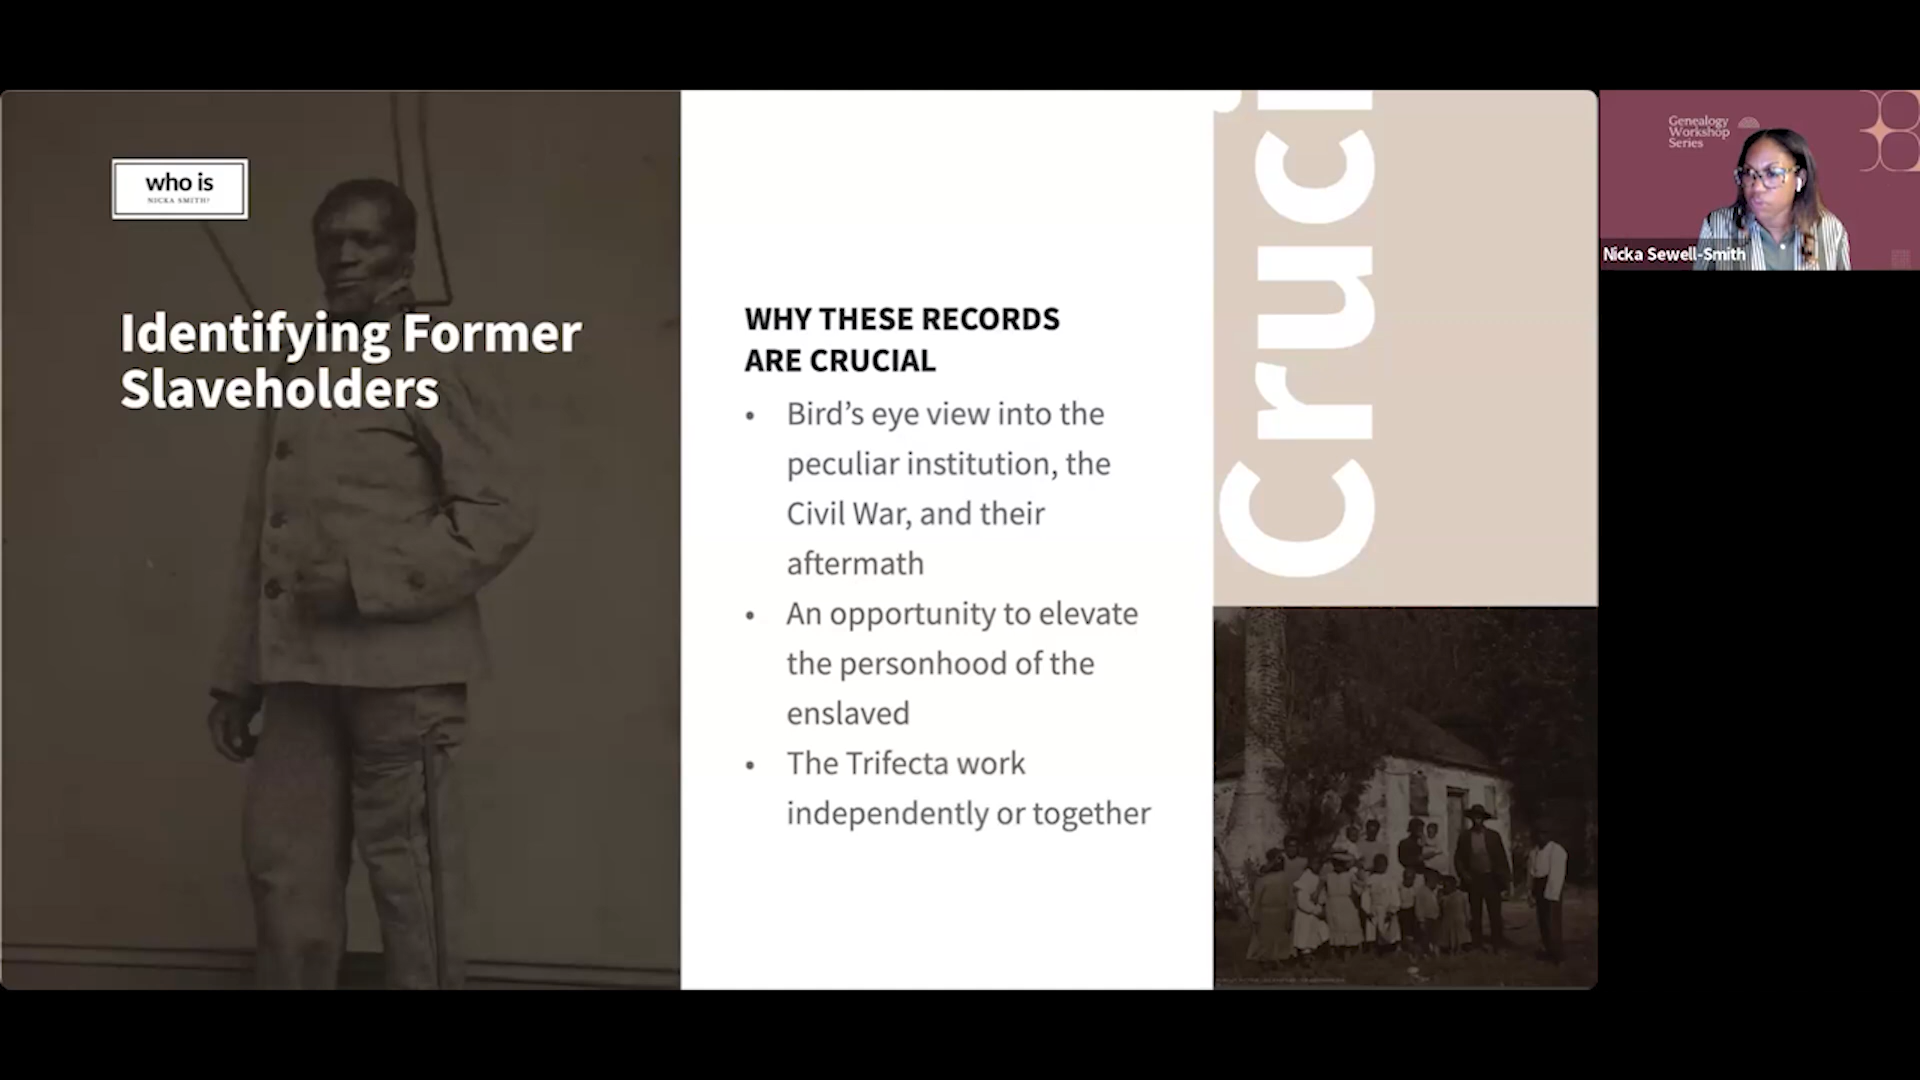 who is
NICKA SMITH?
Identifying Former
Slaveholders
WHY THESE RECORDS
ARE CRUCIAL
• Bird’s eye view into the
peculiar institution, the
Civil War, and their
aftermath
• An opportunity to elevate
the personhood of the
enslaved
• The Trifecta work
independently or together
Cruci
Genealogy
Workshop
Series
Nicka Sewell-Smith